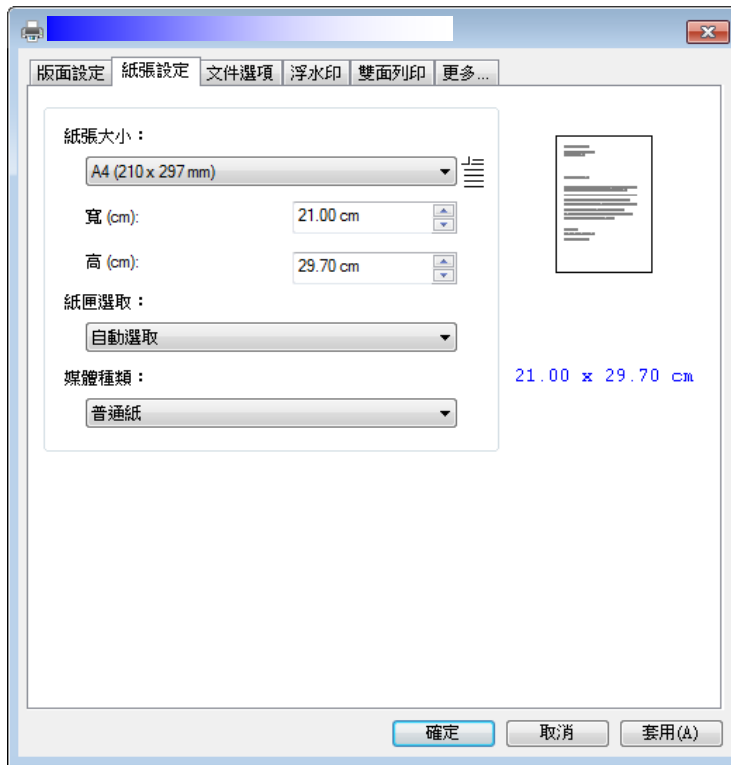 版面設定 紙張設定 文件選項 浮水印 雙面列印 更多...
紙張大小：
A4 (210 x 297 mm)
寬 (cm): 21.00 cm
高 (cm): 29.70 cm
紙匣選取：
自動選取
媒體種類：
普通紙
21.00 x 29.70 cm
確定 取消 套用(A)